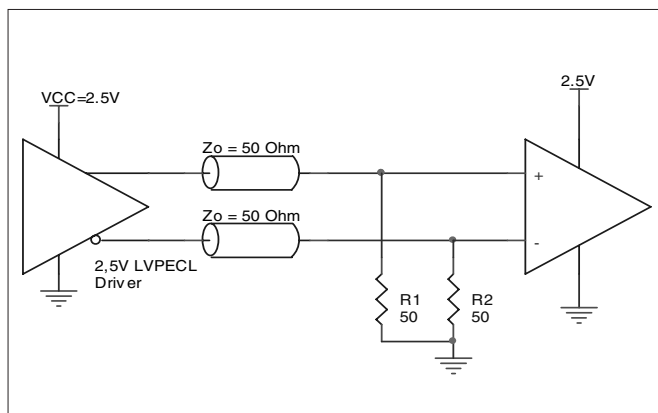 VCC=2.5V
2.5V
Zo = 50 Ohm
+
Zo = 50 Ohm
-
2,5V LVPECL
Driver
R1
50
R2
50